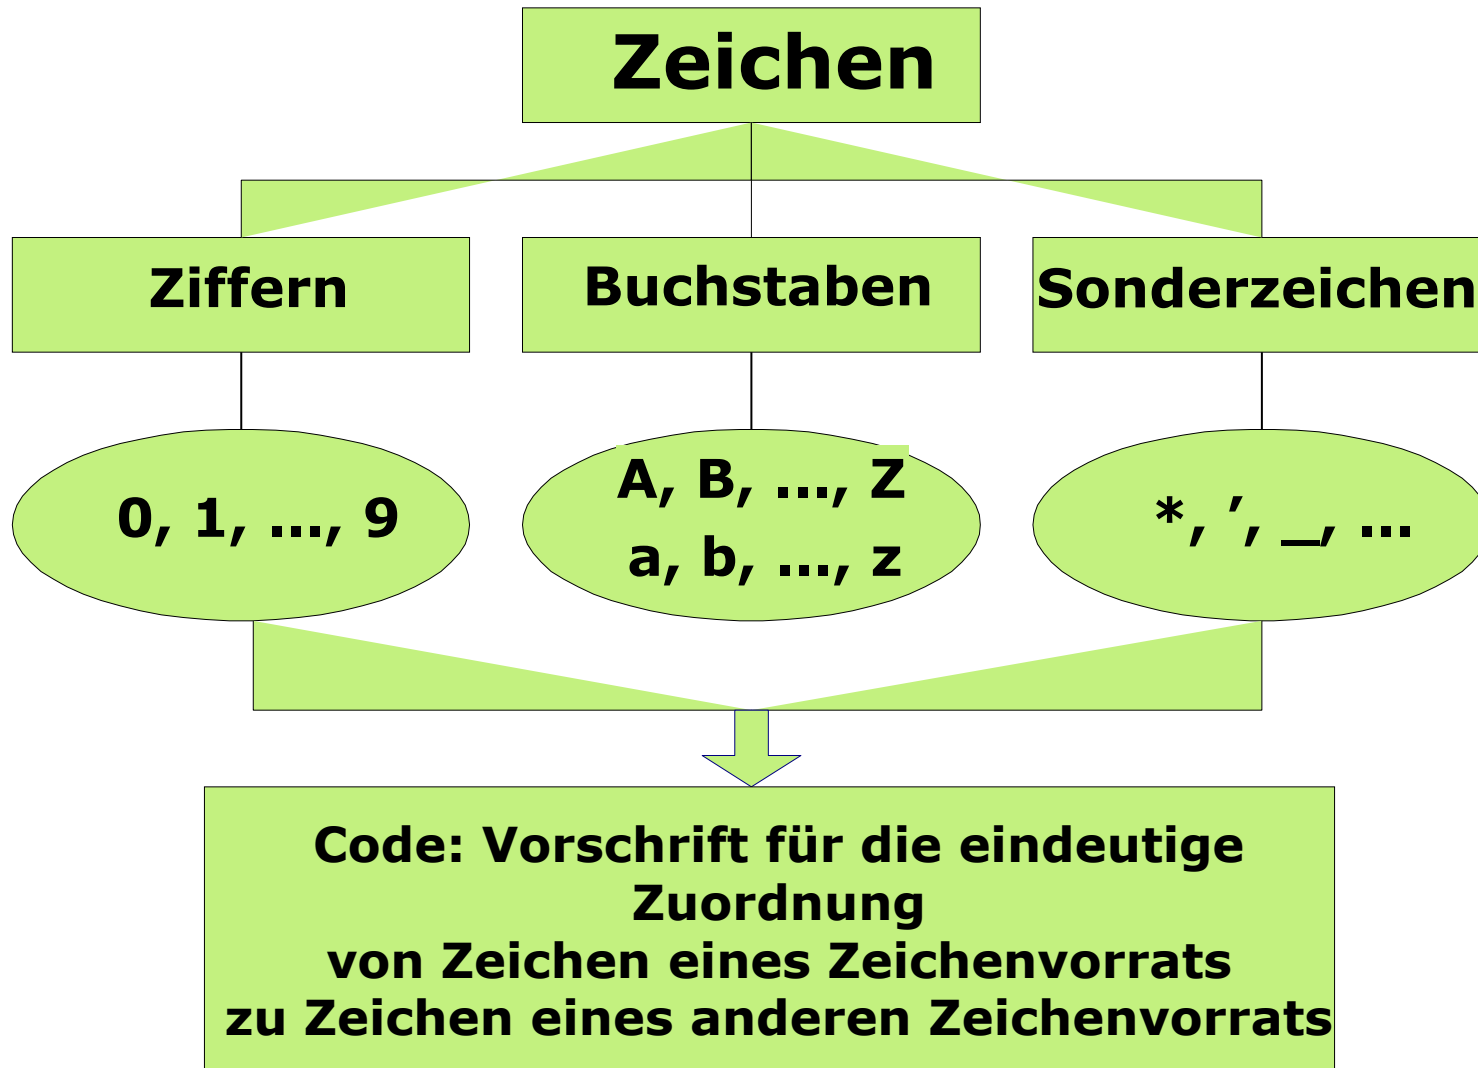 Zeichen
Ziffern
Buchstaben
Sonderzeichen
0, 1, ..., 9
A, B, ..., Z
a, b, ..., z
*, ’, _, ...
Code: Vorschrift für die eindeutige
Zuordnung
von Zeichen eines Zeichenvorrats
zu Zeichen eines anderen Zeichenvorrats